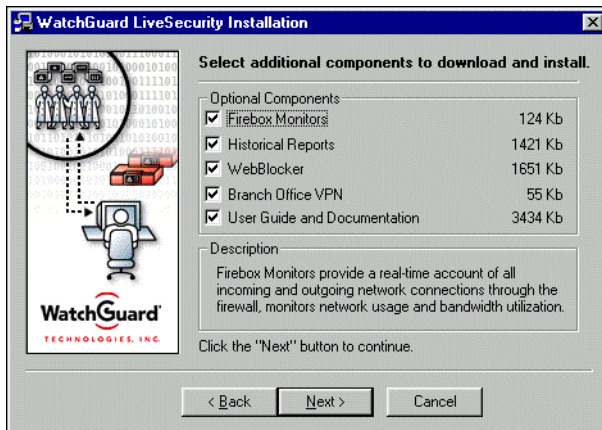 WatchGuard LiveSecurity Installation
Select additional components to download and install.
Optional Components
Firebox Monitors 124 Kb
Historical Reports 1421 Kb
WebBlocker 1651 Kb
Branch Office VPN 55 Kb
User Guide and Documentation 3434 Kb
Description
Firebox Monitors provide a real-time account of all
incoming and outgoing network connections through the
firewall, monitors network usage and bandwidth utilization.
WatchGuard
TECHNOLOGIES, INC.
Click the "Next" button to continue.
< Back
Next >
Cancel